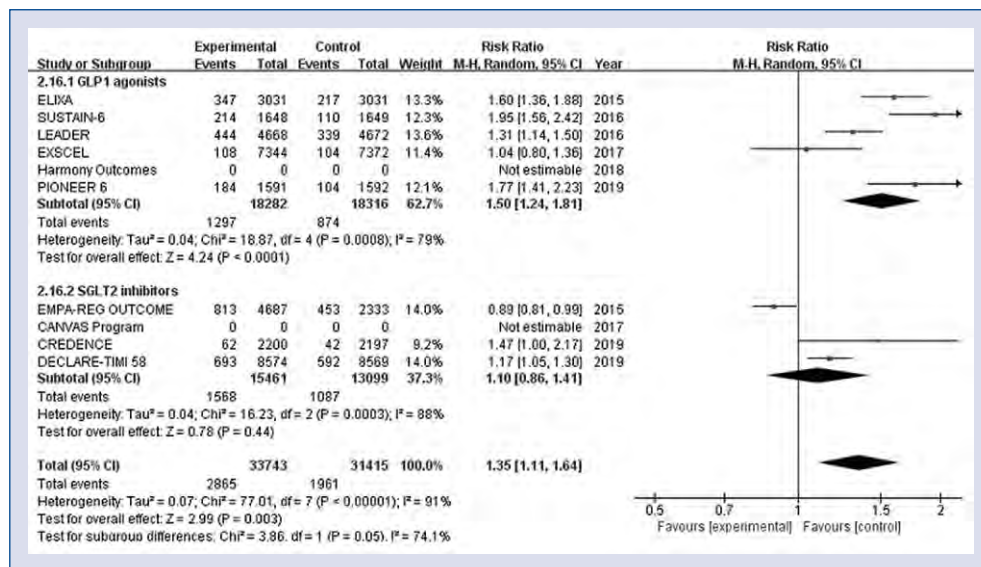 Experimental Control Risk Ratio Risk Ratio
Study or Subgroup Events Total Events Total Weight M-H, Random, 95% CI Year M-H, Random, 95% CI
2.16.1 GLP1 agonists
ELIXA 347 3031 217 3031 13.3% 1.60 [1.36, 1.88] 2015
SUSTAIN-6 214 1648 110 1649 12.3% 1.95 [1.56, 2.42] 2016
LEADER 444 4668 339 4672 13.6% 1.31 [1.14, 1.50] 2016
EXSCEL 108 7344 104 7372 11.4% 1.04 [0.80, 1.36] 2017
Harmony Outcomes 0 0 0 0 Not estimable 2018
PIONEER 6 184 1591 104 1592 12.1% 1.77 [1.41, 2.23] 2019
Subtotal (95% CI) 18282 18316 62.7% 1.50 [1.24, 1.81]
Total events 1297 874
Heterogeneity: Tau² = 0.04; Chi² = 18.87, df = 4 (P = 0.0008); I² = 79%
Test for overall effect: Z = 4.24 (P < 0.0001)
2.16.2 SGLT2 inhibitors
EMPA-REG OUTCOME 813 4687 453 2333 14.0% 0.89 [0.81, 0.99] 2015
CANVAS Program 0 0 0 0 Not estimable 2017
CREDENCE 62 2200 42 2197 9.2% 1.47 [1.00, 2.17] 2019
DECLARE-TIMI 58 693 8574 592 8569 14.0% 1.17 [1.05, 1.30] 2019
Subtotal (95% CI) 15461 13099 37.3% 1.10 [0.86, 1.41]
Total events 1568 1087
Heterogeneity: Tau² = 0.04; Chi² = 16.23, df = 2 (P = 0.0003); I² = 88%
Test for overall effect: Z = 0.78 (P = 0.44)
Total (95% CI) 33743 31415 100.0% 1.35 [1.11, 1.64]
Total events 2865 1961
Heterogeneity: Tau² = 0.07; Chi² = 77.01, df = 7 (P < 0.00001); I² = 91%
Test for overall effect: Z = 2.99 (P = 0.003)
Test for subgroup differences: Chi² = 3.86, df = 1 (P = 0.05), I² = 74.1%
0.5 0.7 1 1.5 2
Favours [experimental] Favours [control]